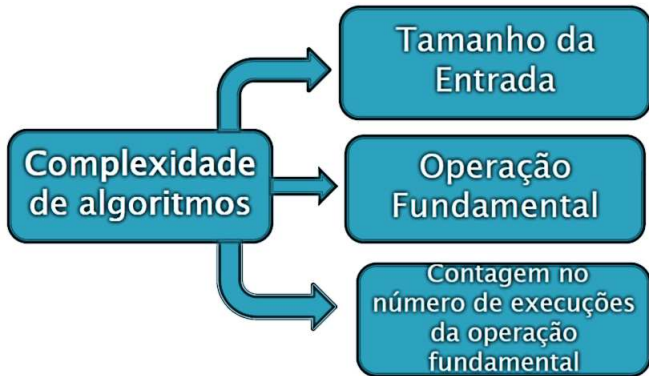 Tamanho da
Entrada
Complexidade
de algoritmos
Operação
Fundamental
Contagem no
número de execuções
da operação
fundamental